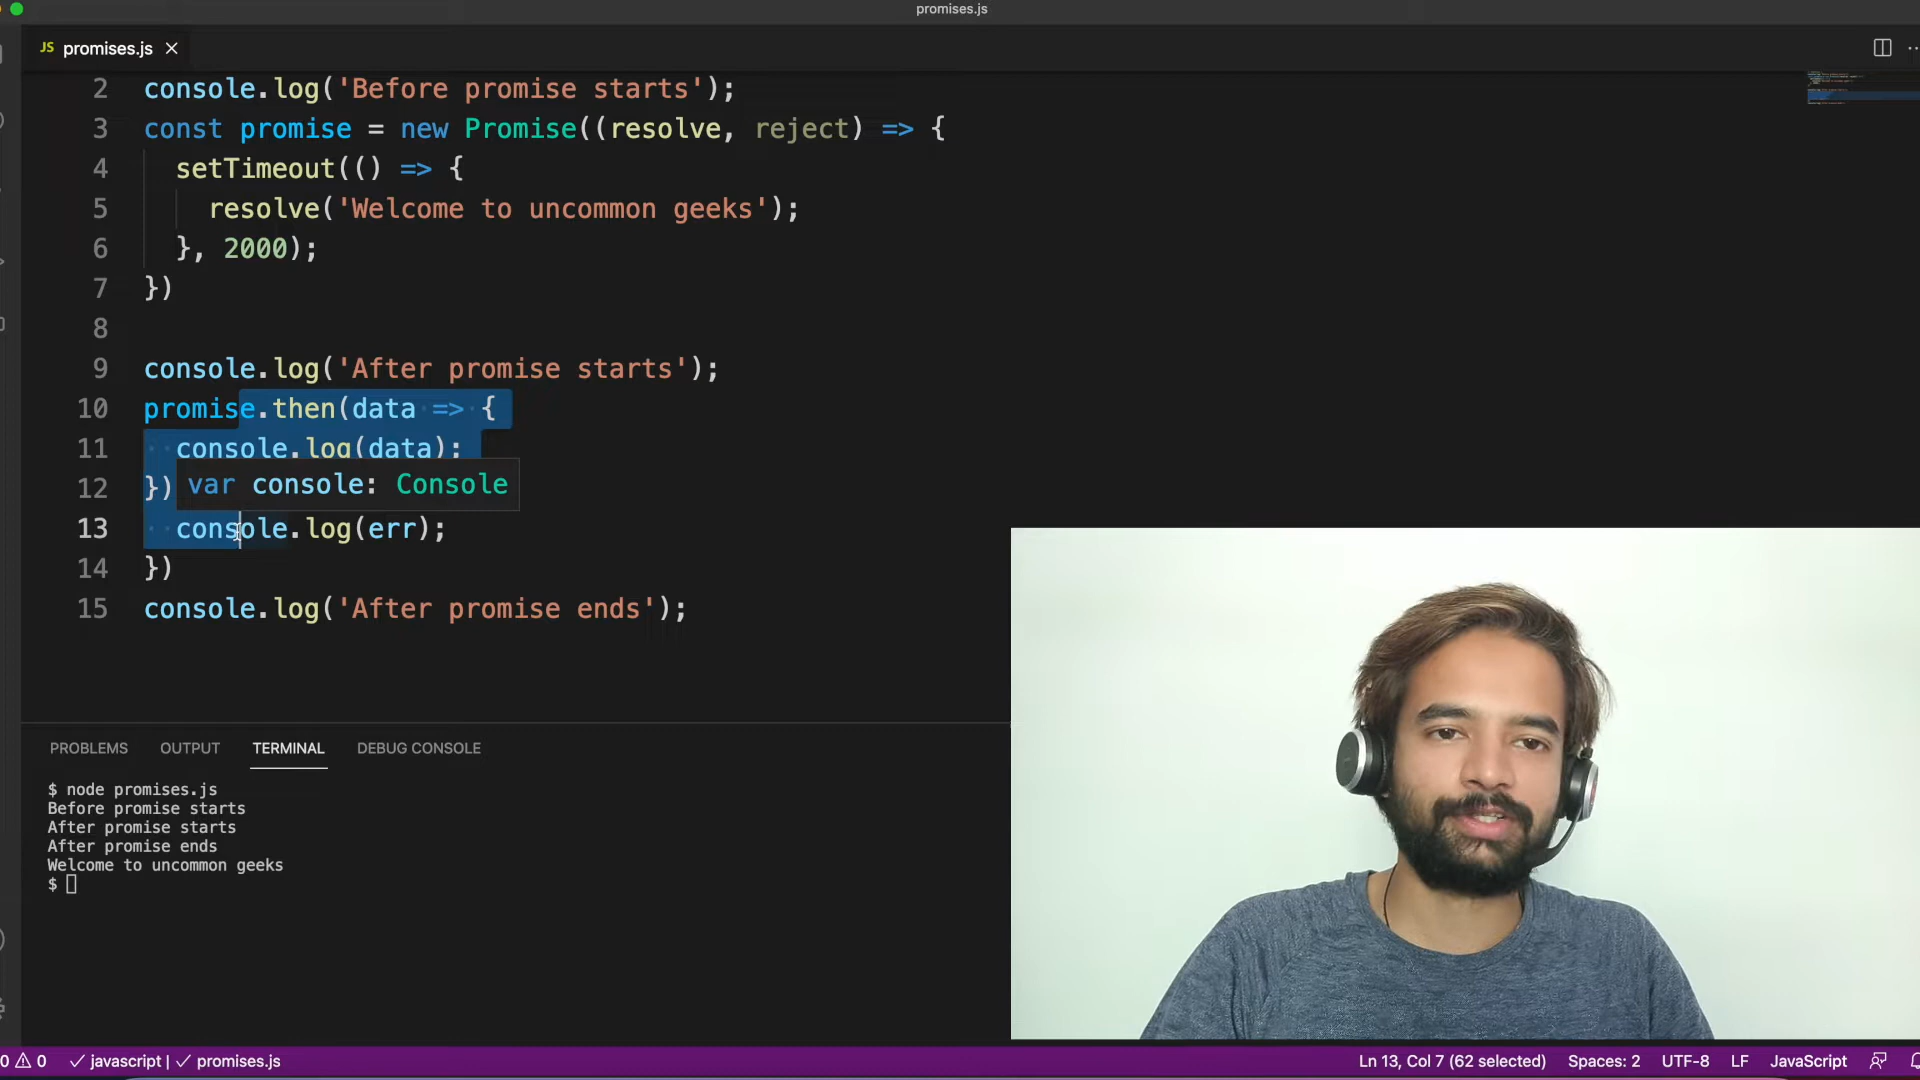 promises.js
JS promises.js
2 console.log('Before promise starts');
3 const promise = new Promise((resolve, reject) => {
4 setTimeout(() => {
5 resolve('Welcome to uncommon geeks');
6 }, 2000);
7 })
8
9 console.log('After promise starts');
10 promise.then(data => {
11 console.log(data);
12 })
var console: Console
13 console.log(err);
14 })
15 console.log('After promise ends');
PROBLEMS OUTPUT TERMINAL DEBUG CONSOLE
$ node promises.js
Before promise starts
After promise starts
After promise ends
Welcome to uncommon geeks
$
0 0 javascript | promises.js Ln 13, Col 7 (62 selected) Spaces: 2 UTF-8 LF JavaScript